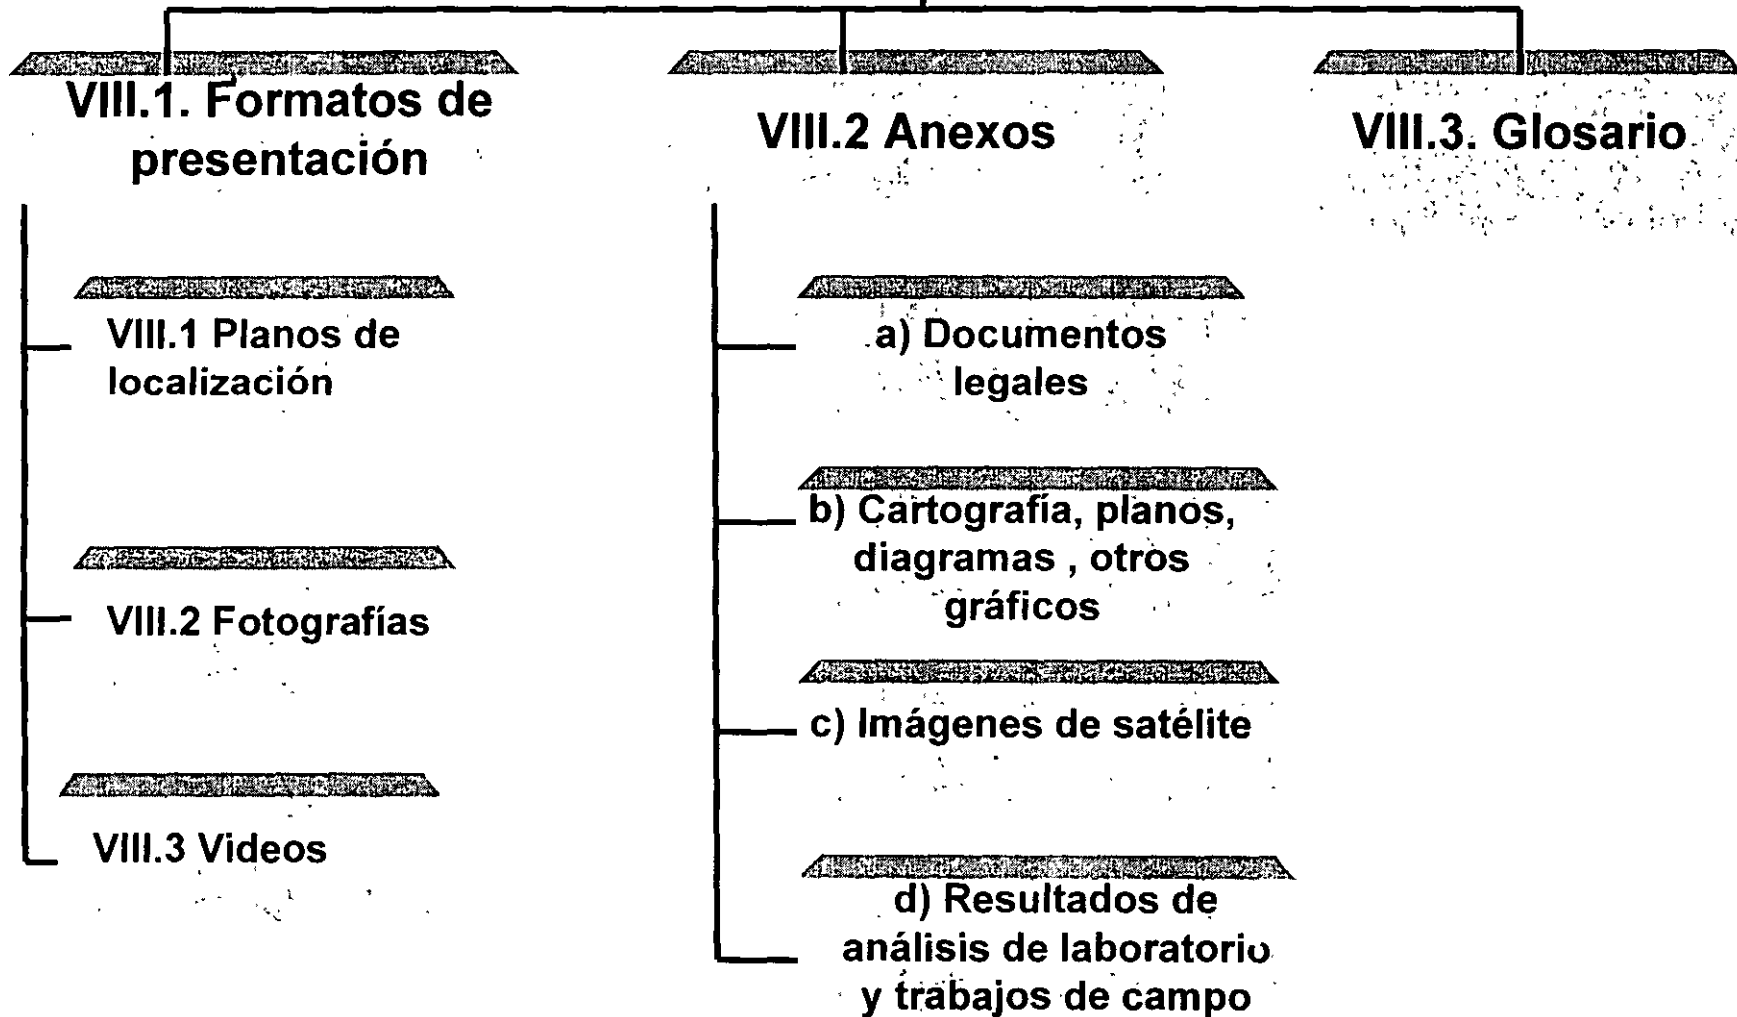 VIII.1. Formatos de
presentación
VIII.1 Planos de
localización
VIII.2 Fotografías
VIII.3 Videos
VIII.2 Anexos
a) Documentos
legales
b) Cartografía, planos,
diagramas , otros
gráficos
c) Imágenes de satélite
d) Resultados de
análisis de laboratorio
y trabajos de campo
VIII.3. Glosario